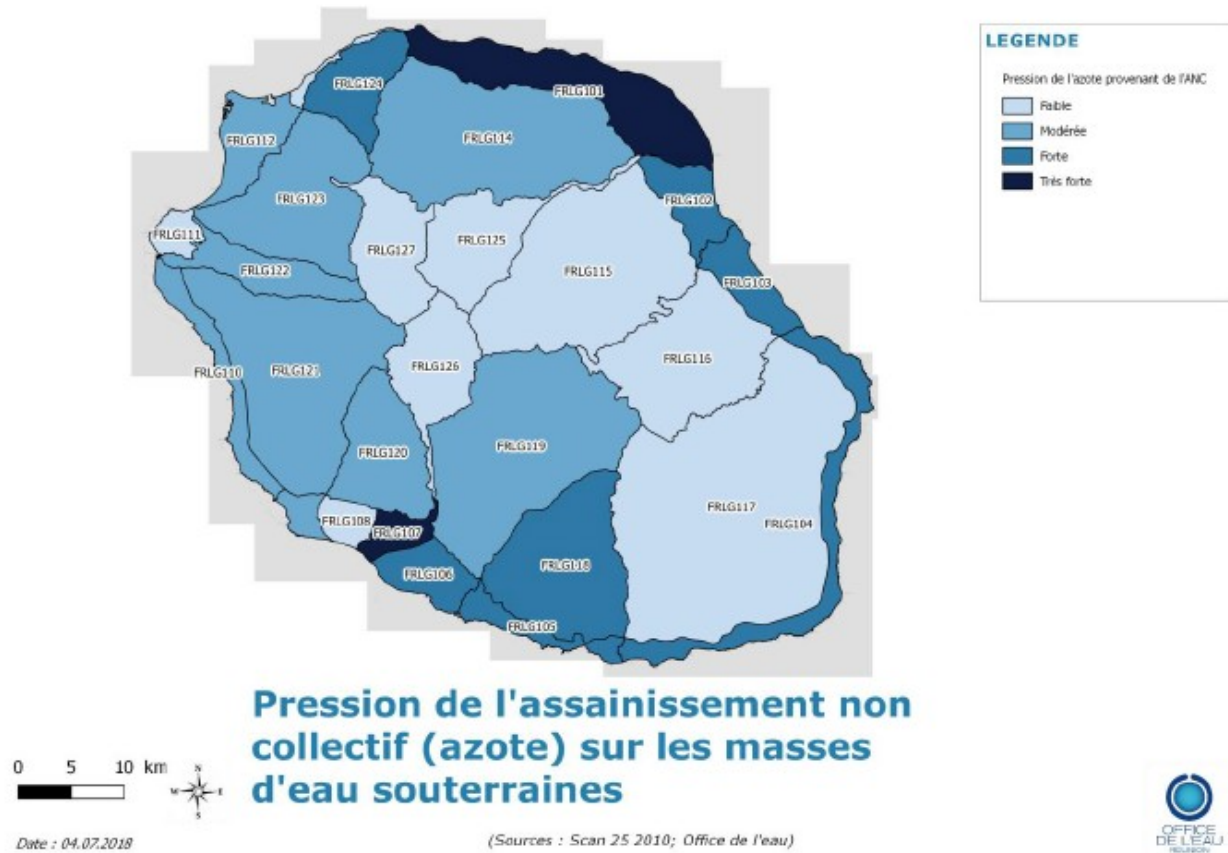 LEGENDE
Pression de l'azote provenant de l'ANC
Faible
Modérée
Forte
Très forte
FRLG124
FRLG101
FRLG112
FRLG114
FRLG123
FRLG102
FRLG111
FRLG127
FRLG125
FRLG122
FRLG115
FRLG103
FRLG116
FRLG126
FRLG110
FRLG121
FRLG119
FRLG120
FRLG117
FRLG104
FRLG108
FRLG107
FRLG118
FRLG106
FRLG105
Pression de l'assainissement non
collectif (azote) sur les masses
d'eau souterraines
0 5 10 km
N
W E
S
Date : 04.07.2018
(Sources : Scan 25 2010; Office de l'eau)
OFFICE
DE L'EAU
REUNION